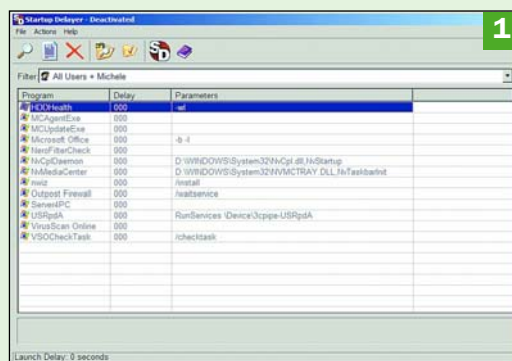 Startup Delayer - Deactivated
1
File Actions Help
Filter All Users + Michele
Program Delay Parameters
HDDHealth 000 -wl
MCAgentExe 000
MCUpdateExe 000
Microsoft Office 000 -b -l
NeroFilterCheck 000
NvCplDaemon 000 D:\WINDOWS\System32\NvCpl.dll,NvStartup
NvMediaCenter 000 D:\WINDOWS\System32\NVMCTRAY.DLL,NvTaskbarInit
nwiz 000 /install
Outpost Firewall 000 /waitservice
Server4PC 000
USRpdA 000 RunServices \Device\3cpipe-USRpdA
VirusScan Online 000
VSOCheckTask 000 /checktask
Launch Delay: 0 seconds